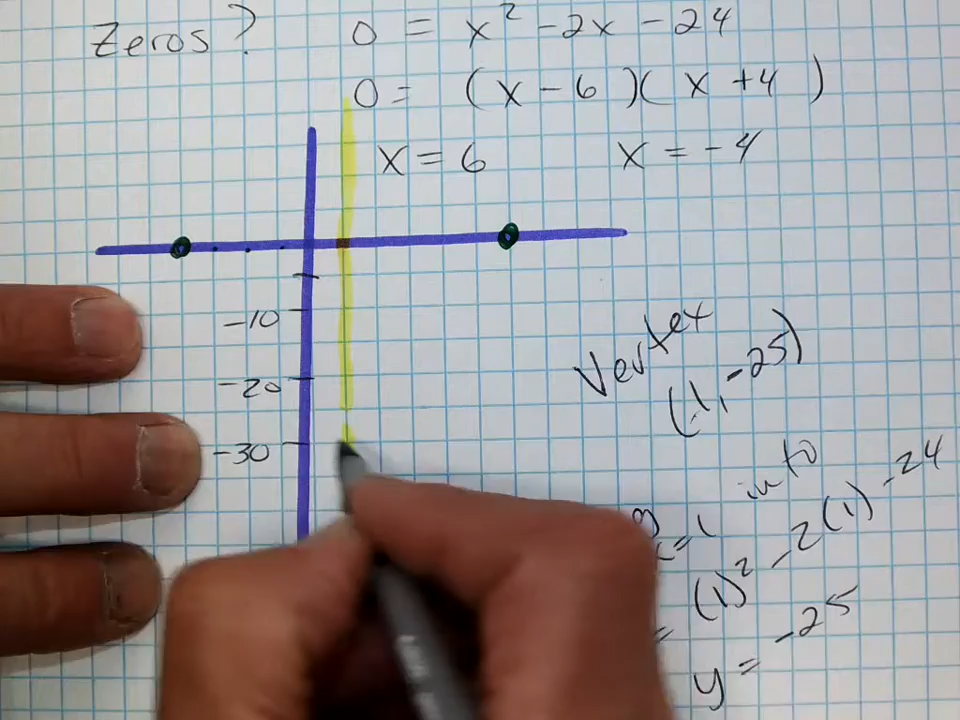 Zeros? 0 = x² -2x -24
0 = (x - 6)(x +4)
x = 6 x = -4
-10
-20
-30
Vertex
(1, -25)
into
=1
(1)² -2(1) -24
y = -25